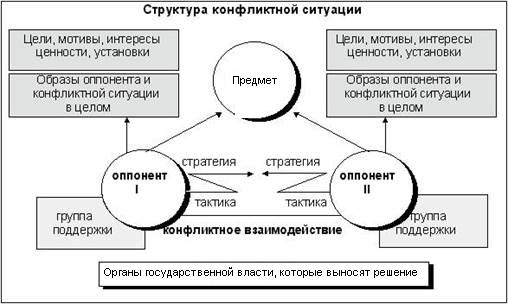 Структура конфликтной ситуации
Цели, мотивы, интересы
ценности, установки
Образы оппонента и
конфликтной ситуации
в целом
Предмет
Цели, мотивы, интересы
ценности, установки
Образы оппонента и
конфликтной ситуации
в целом
оппонент
I
стратегия
стратегия
тактика
тактика
оппонент
II
группа
поддержки
конфликтное взаимодействие
группа
поддержки
Органы государственной власти, которые выносят решение